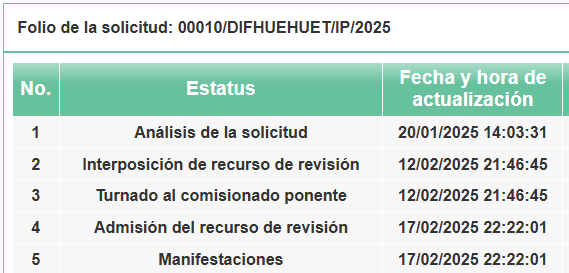 Folio de la solicitud: 00010/DIFHUEHUET/IP/2025
No. Estatus Fecha y hora de actualización
1 Análisis de la solicitud 20/01/2025 14:03:31
2 Interposición de recurso de revisión 12/02/2025 21:46:45
3 Turnado al comisionado ponente 12/02/2025 21:46:45
4 Admisión del recurso de revisión 17/02/2025 22:22:01
5 Manifestaciones 17/02/2025 22:22:01